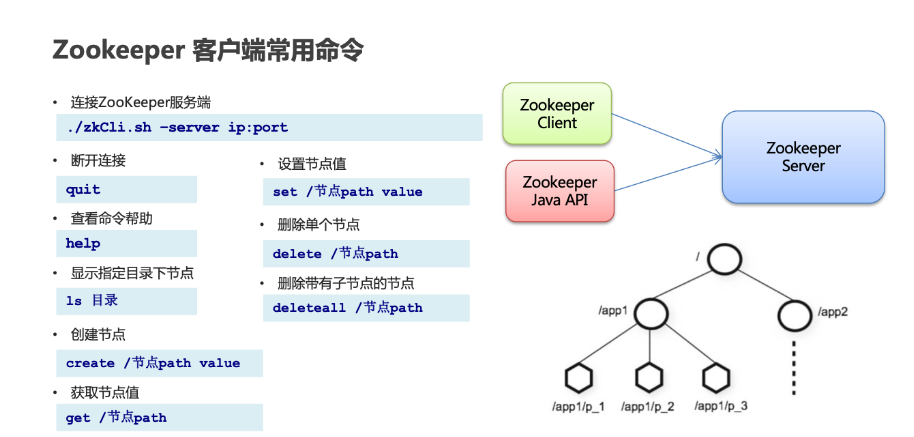 Zookeeper 客户端常用命令
• 连接ZooKeeper服务端
./zkCli.sh –server ip:port
• 断开连接
quit
• 查看命令帮助
help
• 显示指定目录下节点
ls 目录
• 创建节点
create /节点path value
• 获取节点值
get /节点path
• 设置节点值
set /节点path value
• 删除单个节点
delete /节点path
• 删除带有子节点的节点
deleteall /节点path
Zookeeper
Client
Zookeeper
Java API
Zookeeper
Server
/
/app1
/app2
/app1/p_1
/app1/p_2
/app1/p_3